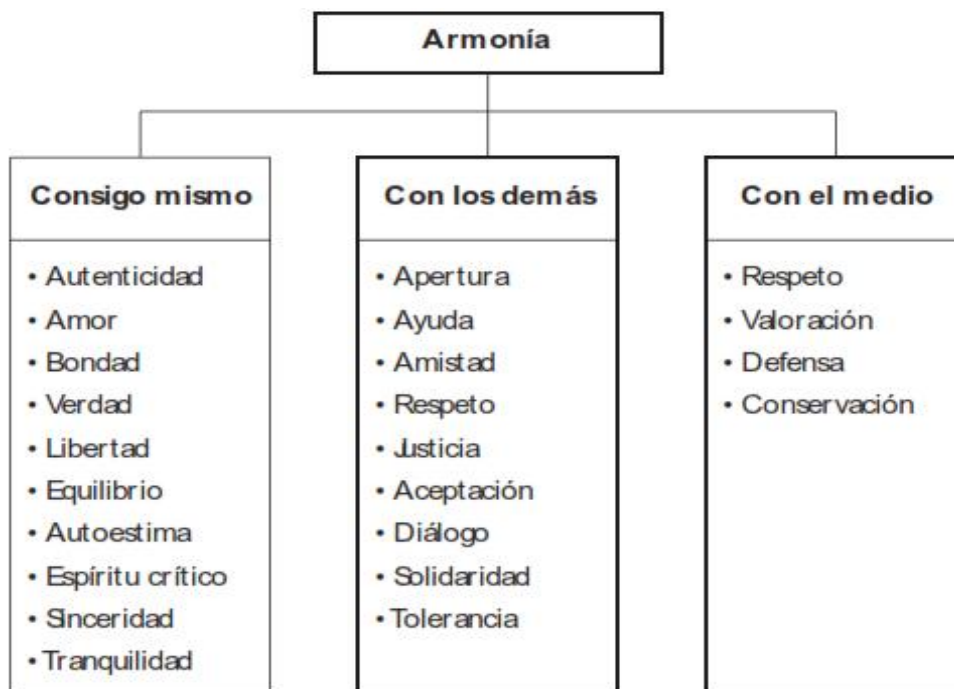 Armonía
Consigo mismo
• Autenticidad
• Amor
• Bondad
• Verdad
• Libertad
• Equilibrio
• Autoestima
• Espíritu crítico
• Sinceridad
• Tranquilidad
Con los demás
• Apertura
• Ayuda
• Amistad
• Respeto
• Justicia
• Aceptación
• Diálogo
• Solidaridad
• Tolerancia
Con el medio
• Respeto
• Valoración
• Defensa
• Conservación